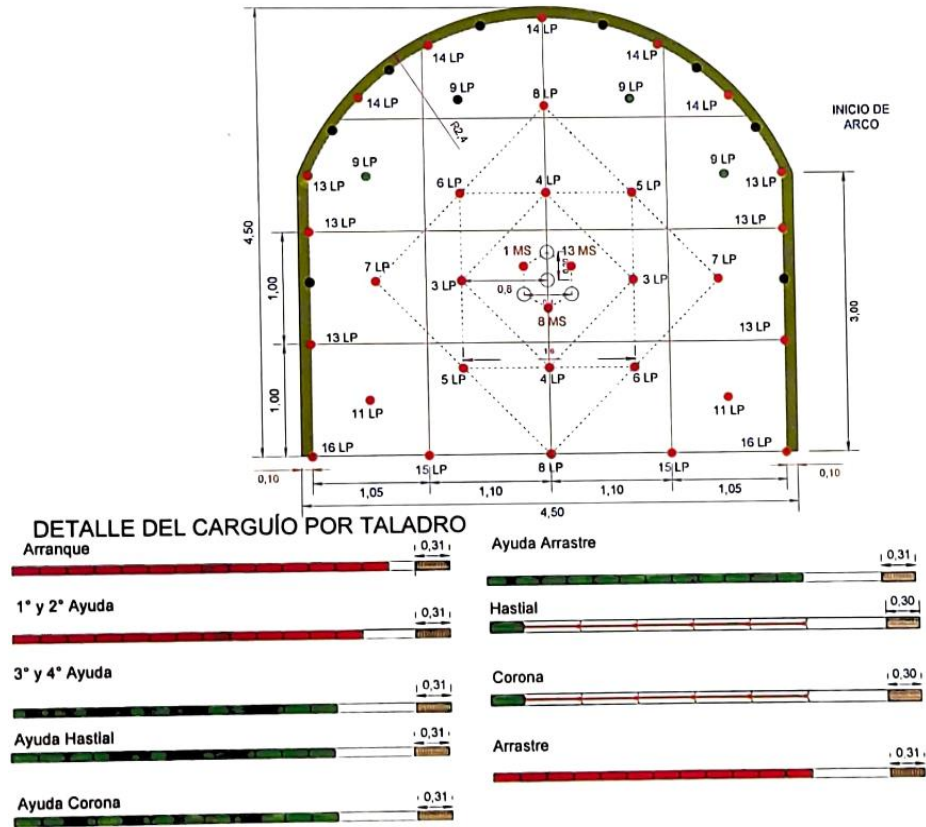 14 LP
14 LP
14 LP
9 LP
9 LP
8 LP
14 LP
14 LP
R2,4
INICIO DE
ARCO
9 LP
9 LP
13 LP
6 LP
4 LP
5 LP
13 LP
4,50
13 LP
13 LP
1 MS
13 MS
7 LP
3 LP
0,8
3 LP
7 LP
1,00
8 MS
3,00
13 LP
13 LP
5 LP
4 LP
6 LP
1,00
11 LP
11 LP
16 LP
16 LP
0,10
15 LP
8 LP
15 LP
0,10
1,05
1,10
1,10
1,05
4,50
DETALLE DEL CARGUÍO POR TALADRO
Arranque
0,31
1° y 2° Ayuda
0,31
3° y 4° Ayuda
0,31
Ayuda Hastial
0,31
Ayuda Corona
0,31
Ayuda Arrastre
0,31
Hastial
0,30
Corona
0,30
Arrastre
0,31